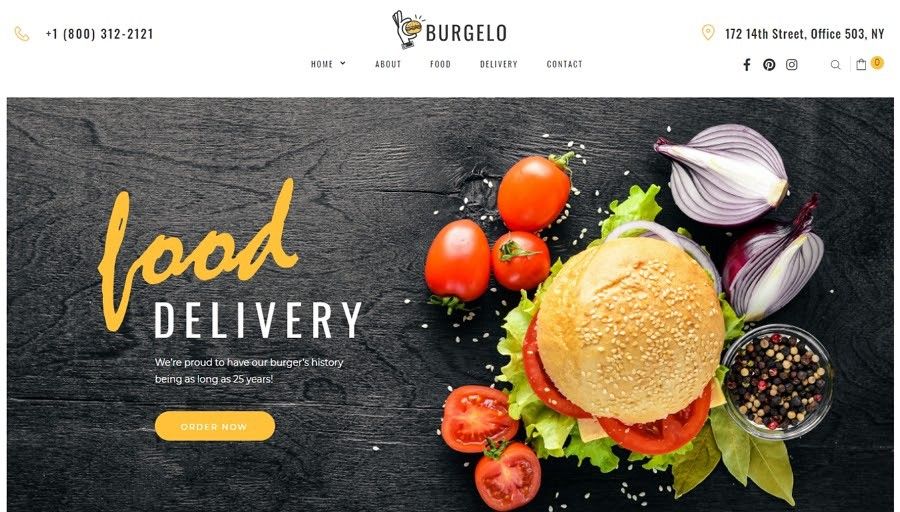 +1 (800) 312-2121
BURGELO
172 14th Street, Office 503, NY
HOME ABOUT FOOD DELIVERY CONTACT
0
food
DELIVERY
We're proud to have our burger's history
being as long as 25 years!
ORDER NOW